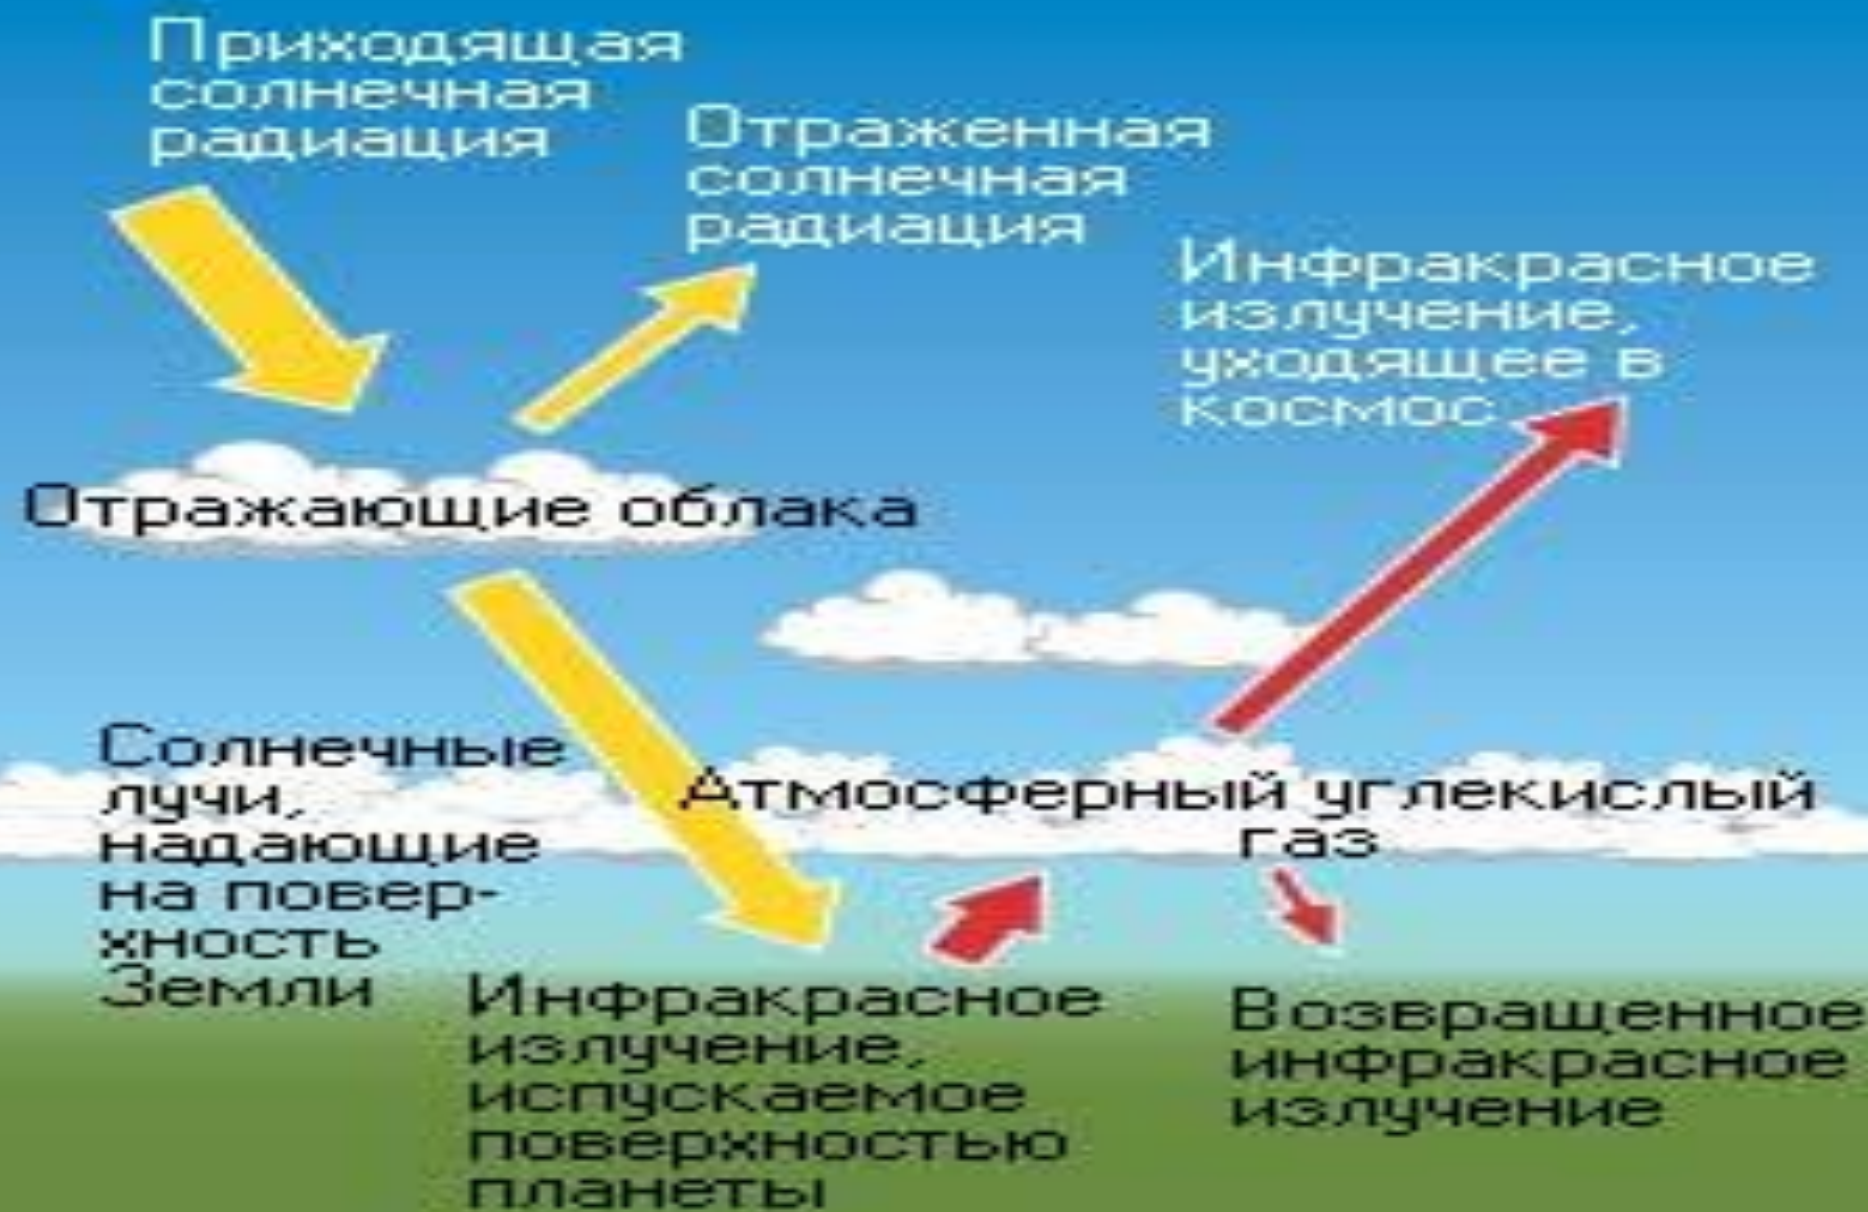 Приходящая
солнечная
радиация
Отраженная
солнечная
радиация
Инфракрасное
излучение,
уходящее в
космос
Отражающие облака
Солнечные
лучи,
надающие
на повер-
хность
Земли
Атмосферный углекислый
газ
Инфракрасное
излучение,
испускаемое
поверхностью
планеты
Возвращенное
инфракрасное
излучение